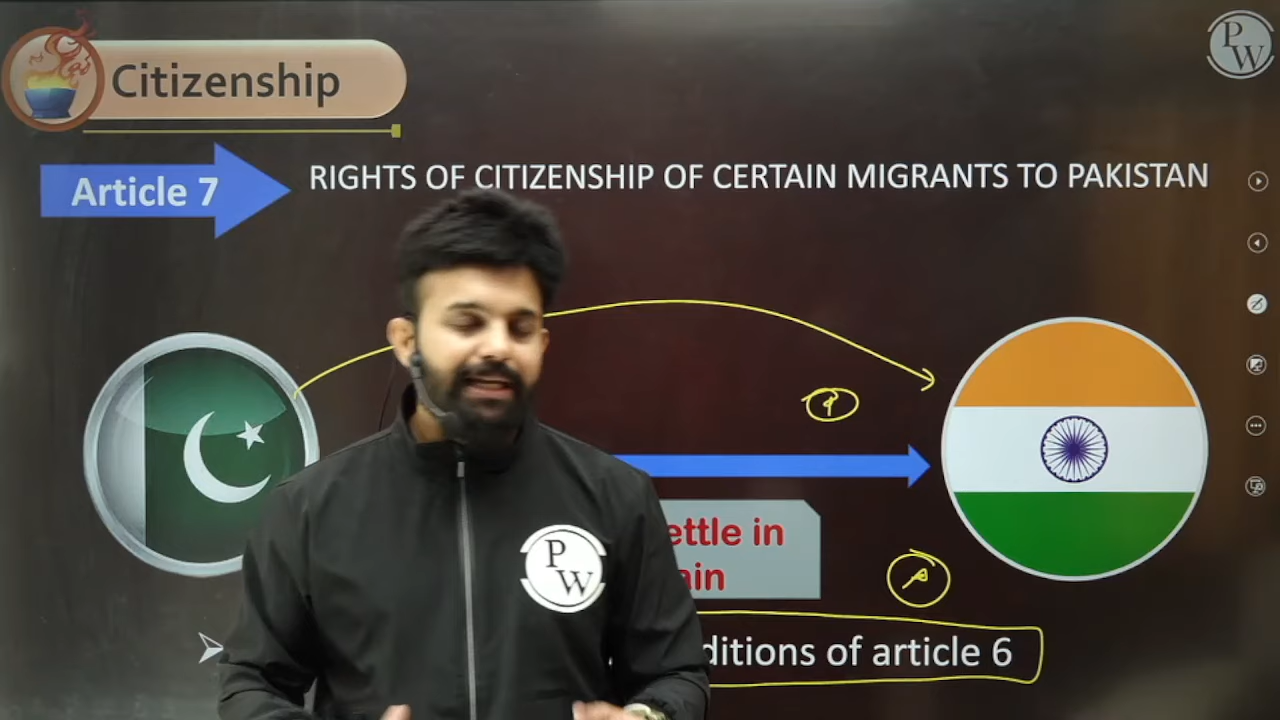 PW
Citizenship
Article 7
RIGHTS OF CITIZENSHIP OF CERTAIN MIGRANTS TO PAKISTAN
ettle in
ain
PW
ditions of article 6